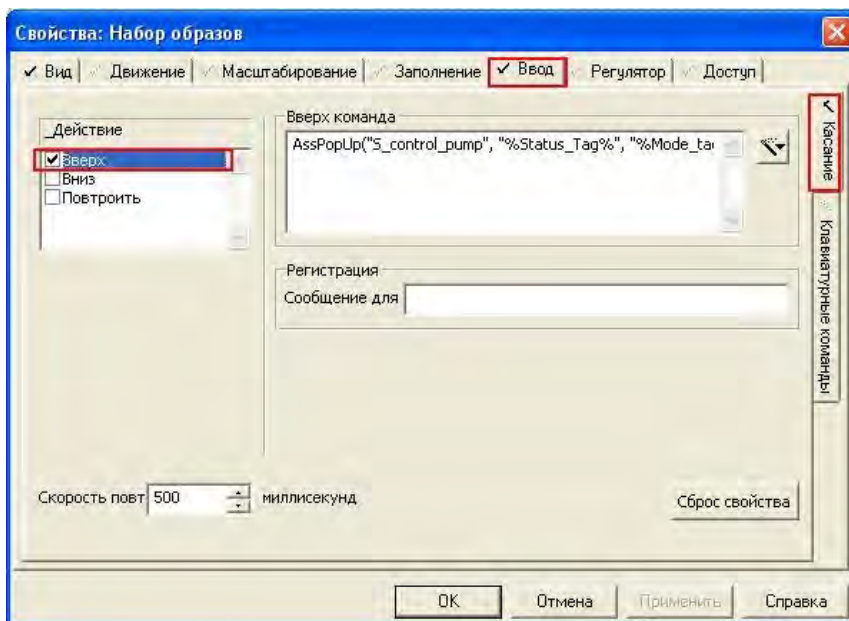 Свойства: Набор образов
Вид Движение Масштабирование Заполнение Ввод Регулятор Доступ
_Действие
Вверх
Вниз
Повтроить
Вверх команда
AssPopUp("S_control_pump", "%Status_Tag%", "%Mode_ta
Регистрация
Сообщение для
Касание
Клавиатурные команды
Скорость повт 500 миллисекунд
Сброс свойства
OK Отмена Применить Справка